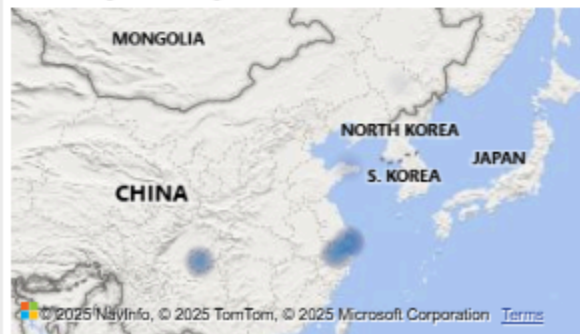 MONGOLIA
NORTH KOREA
JAPAN
S. KOREA
CHINA
© 2025 NavInfo, © 2025 TomTom, © 2025 Microsoft Corporation Terms